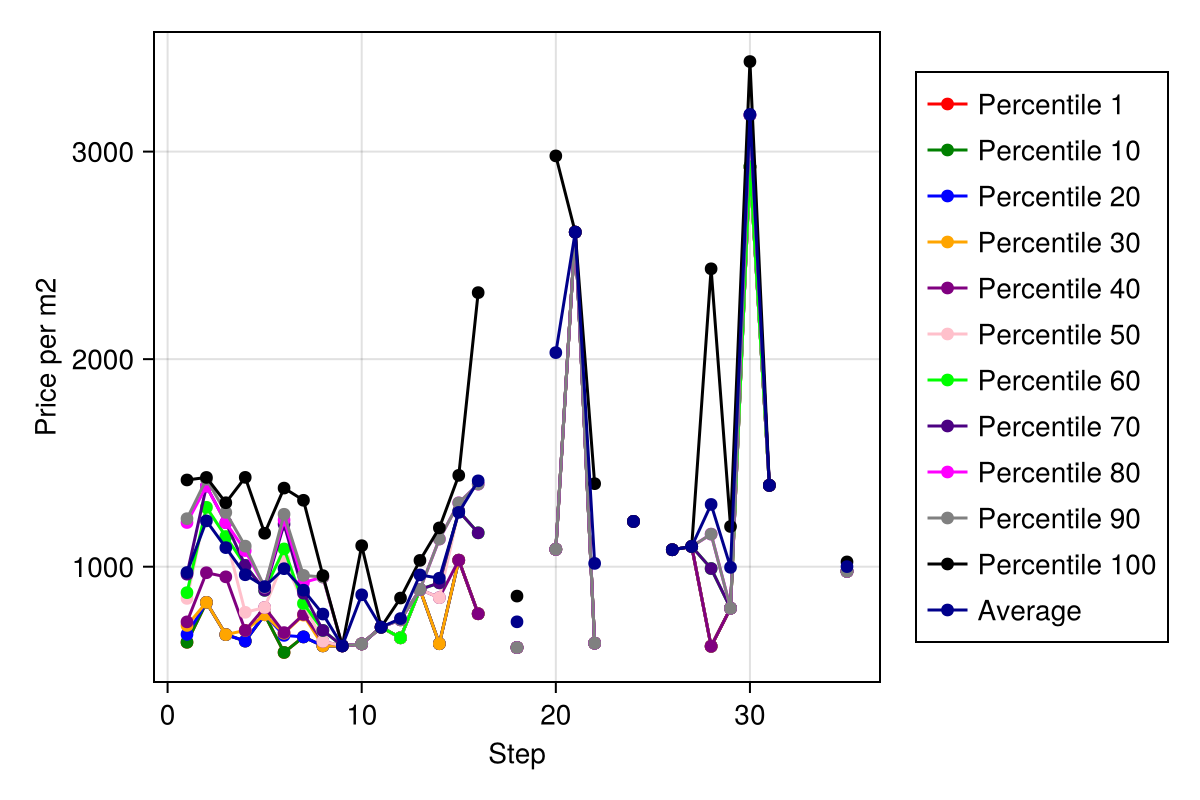 3000
2000
1000
Price per m2
0
10
20
30
Step
Percentile 1
Percentile 10
Percentile 20
Percentile 30
Percentile 40
Percentile 50
Percentile 60
Percentile 70
Percentile 80
Percentile 90
Percentile 100
Average